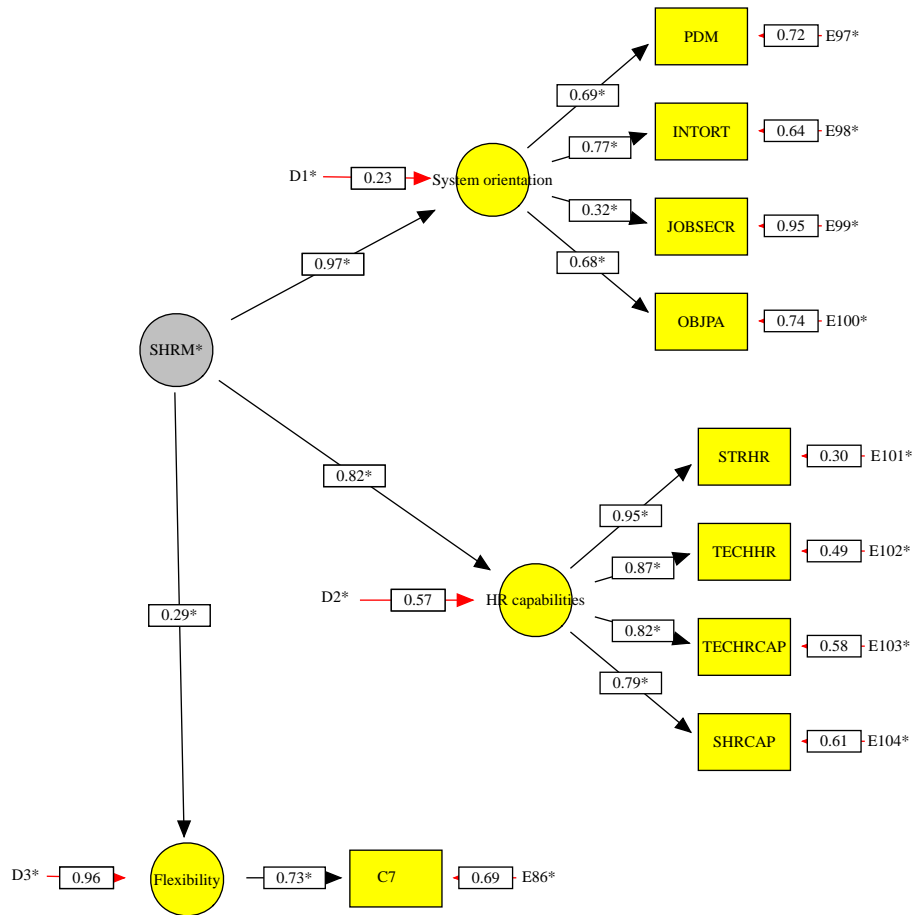 PDM
0.72
E97*
0.69*
INTORT
0.64
E98*
0.77*
D1*
0.23
System orientation
0.32*
JOBSECR
0.95
E99*
0.97*
0.68*
OBJPA
0.74
E100*
SHRM*
STRHR
0.30
E101*
0.82*
0.95*
TECHHR
0.49
E102*
0.87*
D2*
0.57
HR capabilities
0.29*
0.82*
TECHRCAP
0.58
E103*
0.79*
SHRCAP
0.61
E104*
D3*
0.96
Flexibility
0.73*
C7
0.69
E86*